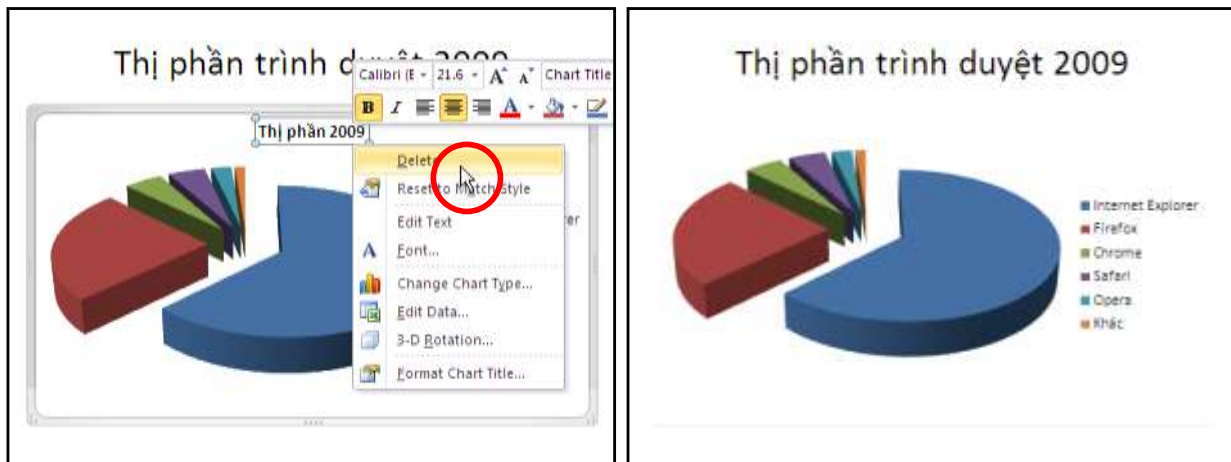 Thị phần trình d
Calibri (E 21.6 A A Chart Title
B I A
Thị phần 2009
Delete
Reset to Match Style
Edit Text
er
A Font...
Change Chart Type...
Edit Data...
3-D Rotation...
Format Chart Title...
Thị phần trình duyệt 2009
Internet Explorer
Firefox
Chrome
Safari
Opera
Khác